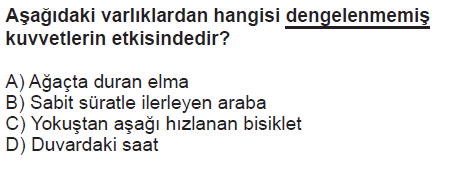 Aşağıdaki varlıklardan hangisi dengelenmemiş
kuvvetlerin etkisindedir?
A) Ağaçta duran elma
B) Sabit süratle ilerleyen araba
C) Yokuştan aşağı hızlanan bisiklet
D) Duvardaki saat